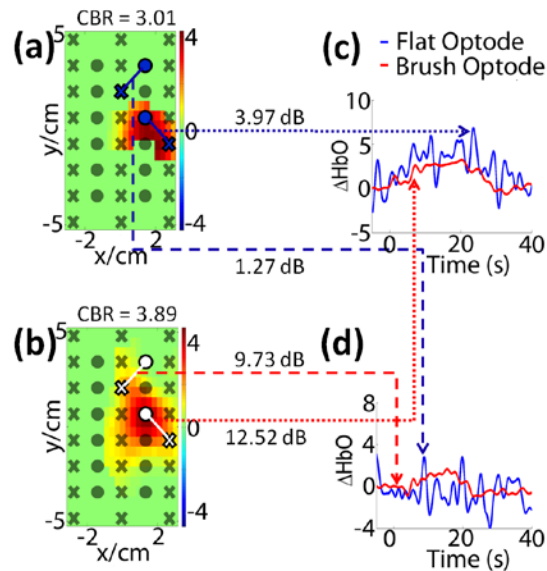 CBR = 3.01
(a)
5
y/cm
-5
-2
2
x/cm
4
0
-4
3.97 dB
1.27 dB
(c)
Flat Optode
Brush Optode
10
5
0
-5
ΔHbO
0
20
40
Time (s)
CBR = 3.89
(b)
5
y/cm
-5
-2
2
x/cm
4
0
-4
9.73 dB
12.52 dB
(d)
8
4
0
-4
ΔHbO
0
20
40
Time (s)